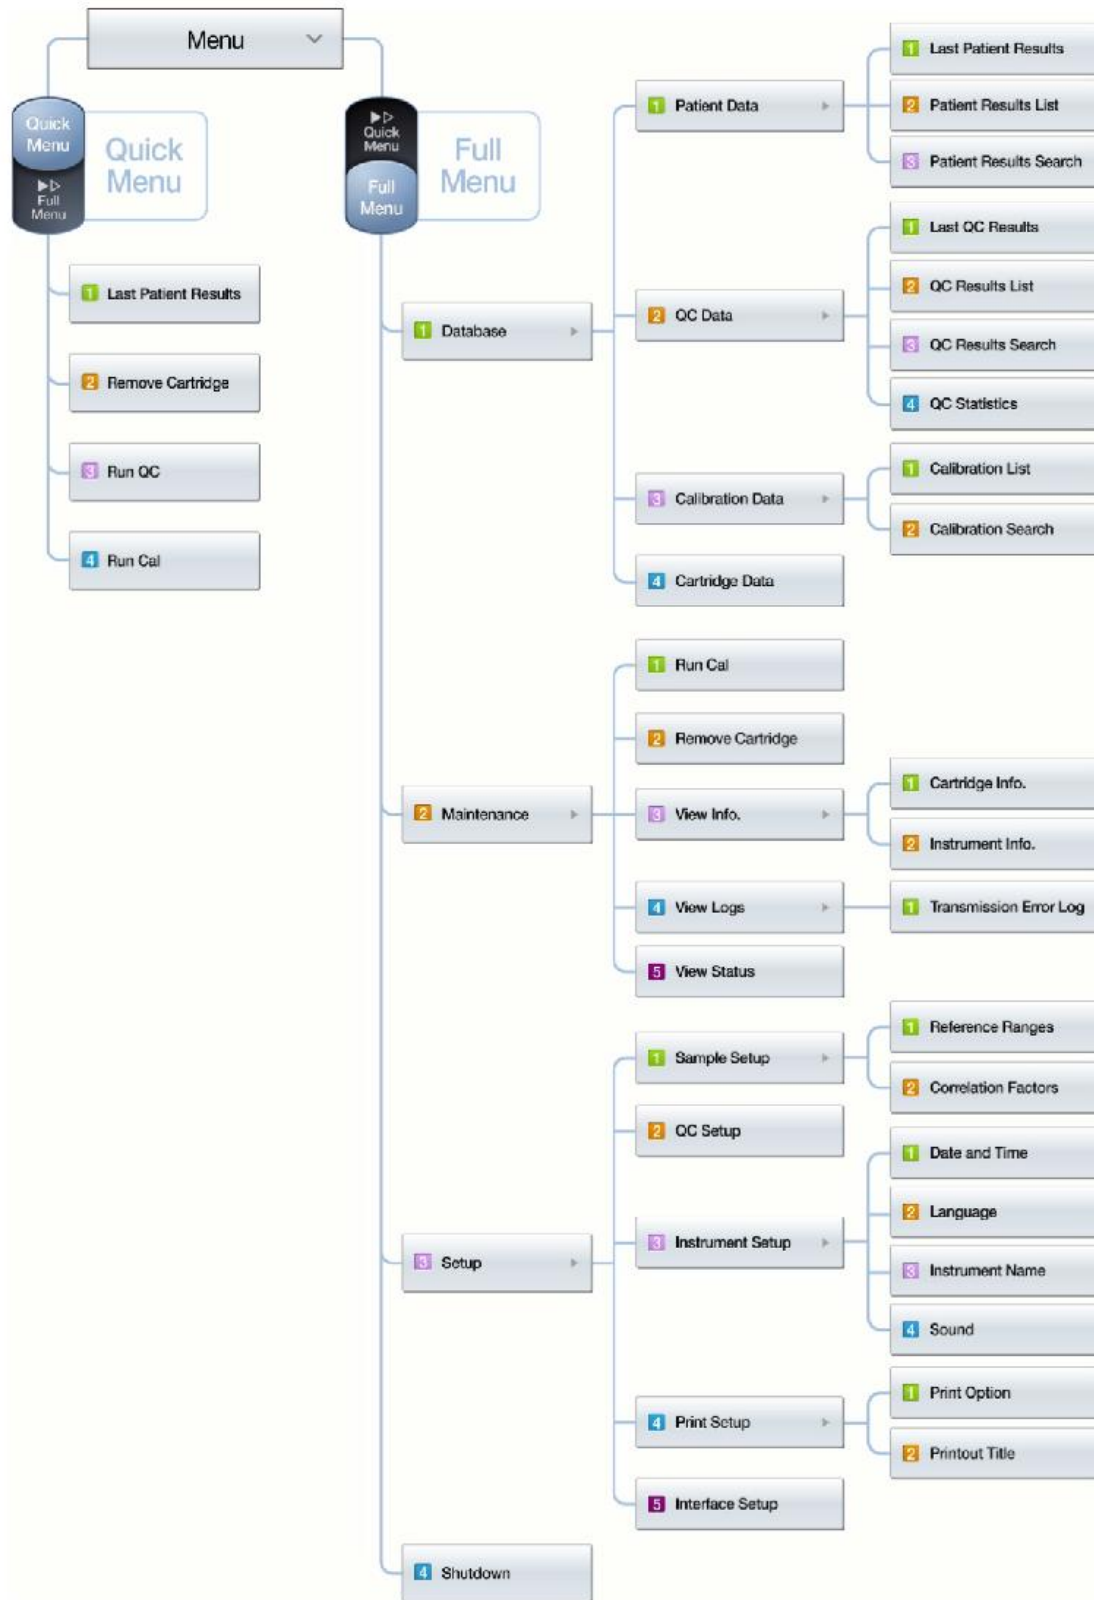 Menu
Quick
Menu
▶▷
Full
Menu
Quick
Menu
▶▷
Quick
Menu
Full
Menu
Full
Menu
1 Last Patient Results
2 Remove Cartridge
3 Run QC
4 Run Cal
1 Database
1 Patient Data
1 Last Patient Results
2 Patient Results List
3 Patient Results Search
2 QC Data
1 Last QC Results
2 QC Results List
3 QC Results Search
4 QC Statistics
3 Calibration Data
1 Calibration List
2 Calibration Search
4 Cartridge Data
2 Maintenance
1 Run Cal
2 Remove Cartridge
3 View Info.
1 Cartridge Info.
2 Instrument Info.
4 View Logs
1 Transmission Error Log
5 View Status
3 Setup
1 Sample Setup
1 Reference Ranges
2 Correlation Factors
2 QC Setup
3 Instrument Setup
1 Date and Time
2 Language
3 Instrument Name
4 Sound
4 Print Setup
1 Print Option
2 Printout Title
5 Interface Setup
4 Shutdown